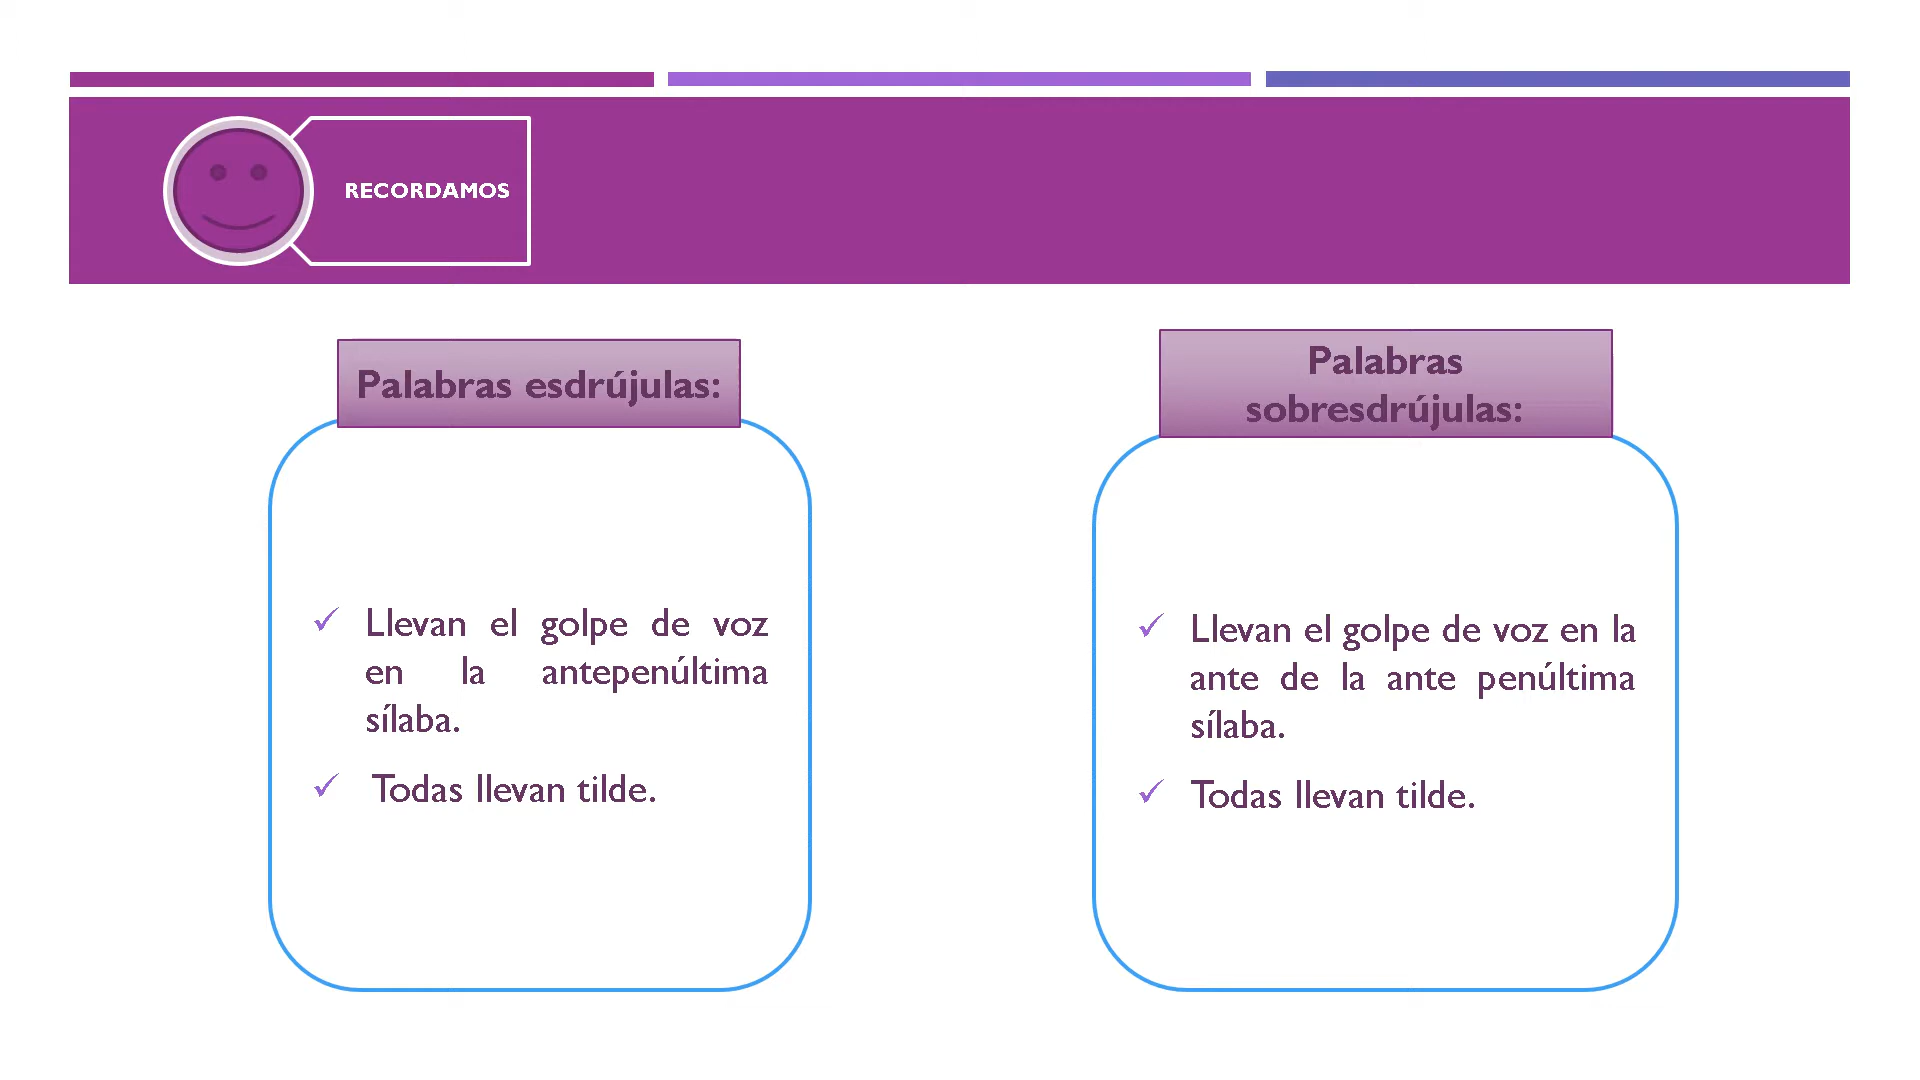 RECORDAMOS
Palabras esdrújulas:
Llevan el golpe de voz
en la antepenúltima
sílaba.
Todas llevan tilde.
Palabras
sobresdrújulas:
Llevan el golpe de voz en la
ante de la ante penúltima
sílaba.
Todas llevan tilde.